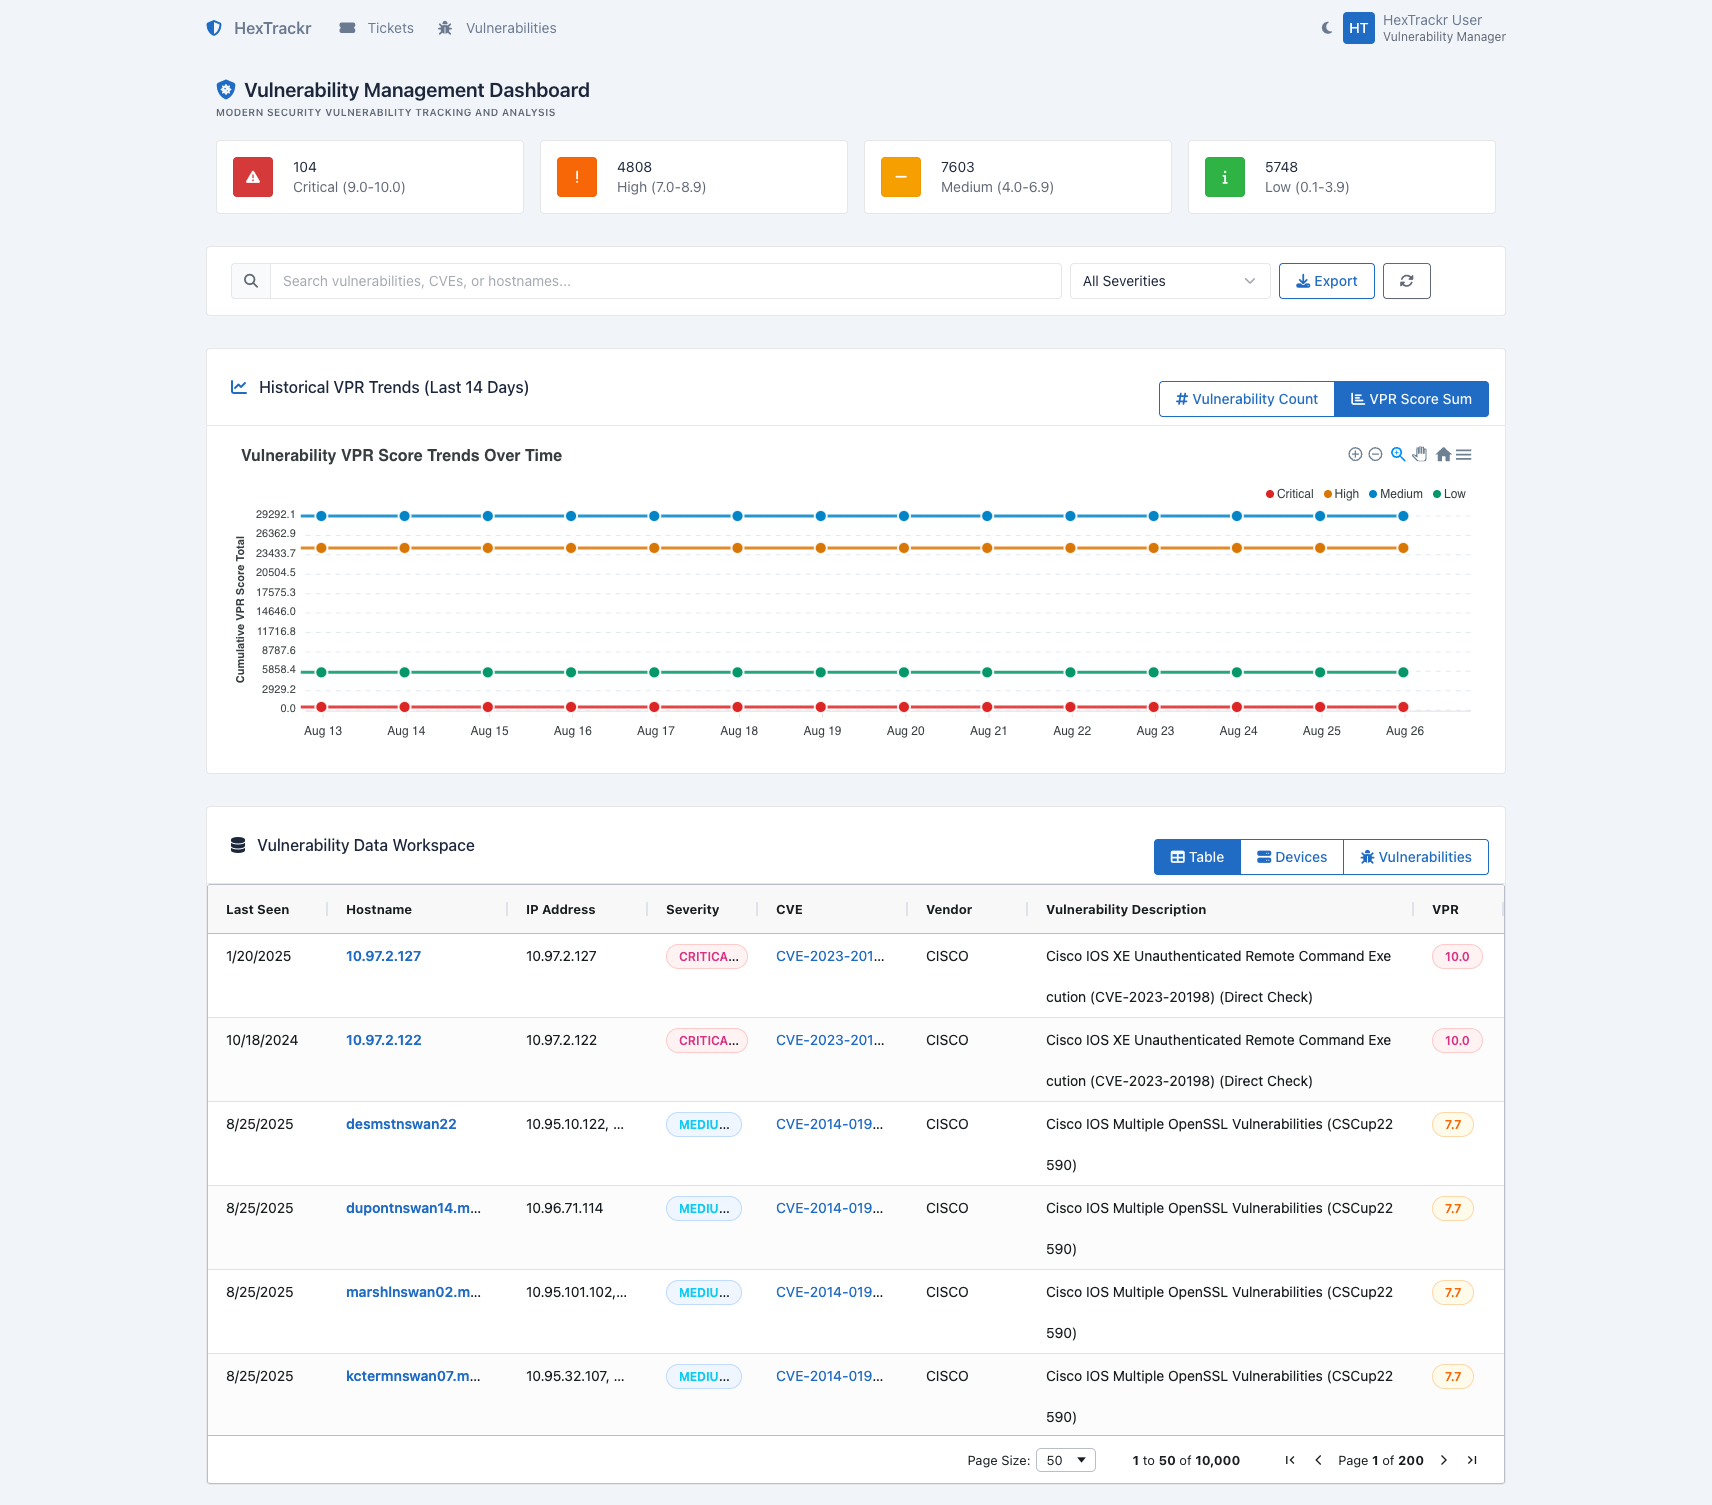 HexTrackr Tickets Vulnerabilities HT HexTrackr User
Vulnerability Manager
Vulnerability Management Dashboard
MODERN SECURITY VULNERABILITY TRACKING AND ANALYSIS
104
Critical (9.0-10.0)
4808
High (7.0-8.9)
7603
Medium (4.0-6.9)
5748
Low (0.1-3.9)
Search vulnerabilities, CVEs, or hostnames... All Severities Export
Historical VPR Trends (Last 14 Days)
# Vulnerability Count VPR Score Sum
Vulnerability VPR Score Trends Over Time
Critical High Medium Low
Cumulative VPR Score Total
29292.1
26362.9
23433.7
20504.5
17575.3
14646.0
11716.8
8787.6
5858.4
2929.2
0.0
Aug 13 Aug 14 Aug 15 Aug 16 Aug 17 Aug 18 Aug 19 Aug 20 Aug 21 Aug 22 Aug 23 Aug 24 Aug 25 Aug 26
Vulnerability Data Workspace
Table Devices Vulnerabilities
Last Seen Hostname IP Address Severity CVE Vendor Vulnerability Description VPR
1/20/2025 10.97.2.127 10.97.2.127 CRITICA... CVE-2023-201... CISCO Cisco IOS XE Unauthenticated Remote Command Exe 10.0
cution (CVE-2023-20198) (Direct Check)
10/18/2024 10.97.2.122 10.97.2.122 CRITICA... CVE-2023-201... CISCO Cisco IOS XE Unauthenticated Remote Command Exe 10.0
cution (CVE-2023-20198) (Direct Check)
8/25/2025 desmstnswan22 10.95.10.122, ... MEDIU... CVE-2014-019... CISCO Cisco IOS Multiple OpenSSL Vulnerabilities (CSCup22 7.7
590)
8/25/2025 dupontnswan14.m... 10.96.71.114 MEDIU... CVE-2014-019... CISCO Cisco IOS Multiple OpenSSL Vulnerabilities (CSCup22 7.7
590)
8/25/2025 marshlnswan02.m... 10.95.101.102,... MEDIU... CVE-2014-019... CISCO Cisco IOS Multiple OpenSSL Vulnerabilities (CSCup22 7.7
590)
8/25/2025 kctermnswan07.m... 10.95.32.107, ... MEDIU... CVE-2014-019... CISCO Cisco IOS Multiple OpenSSL Vulnerabilities (CSCup22 7.7
590)
Page Size: 50 1 to 50 of 10,000 Page 1 of 200